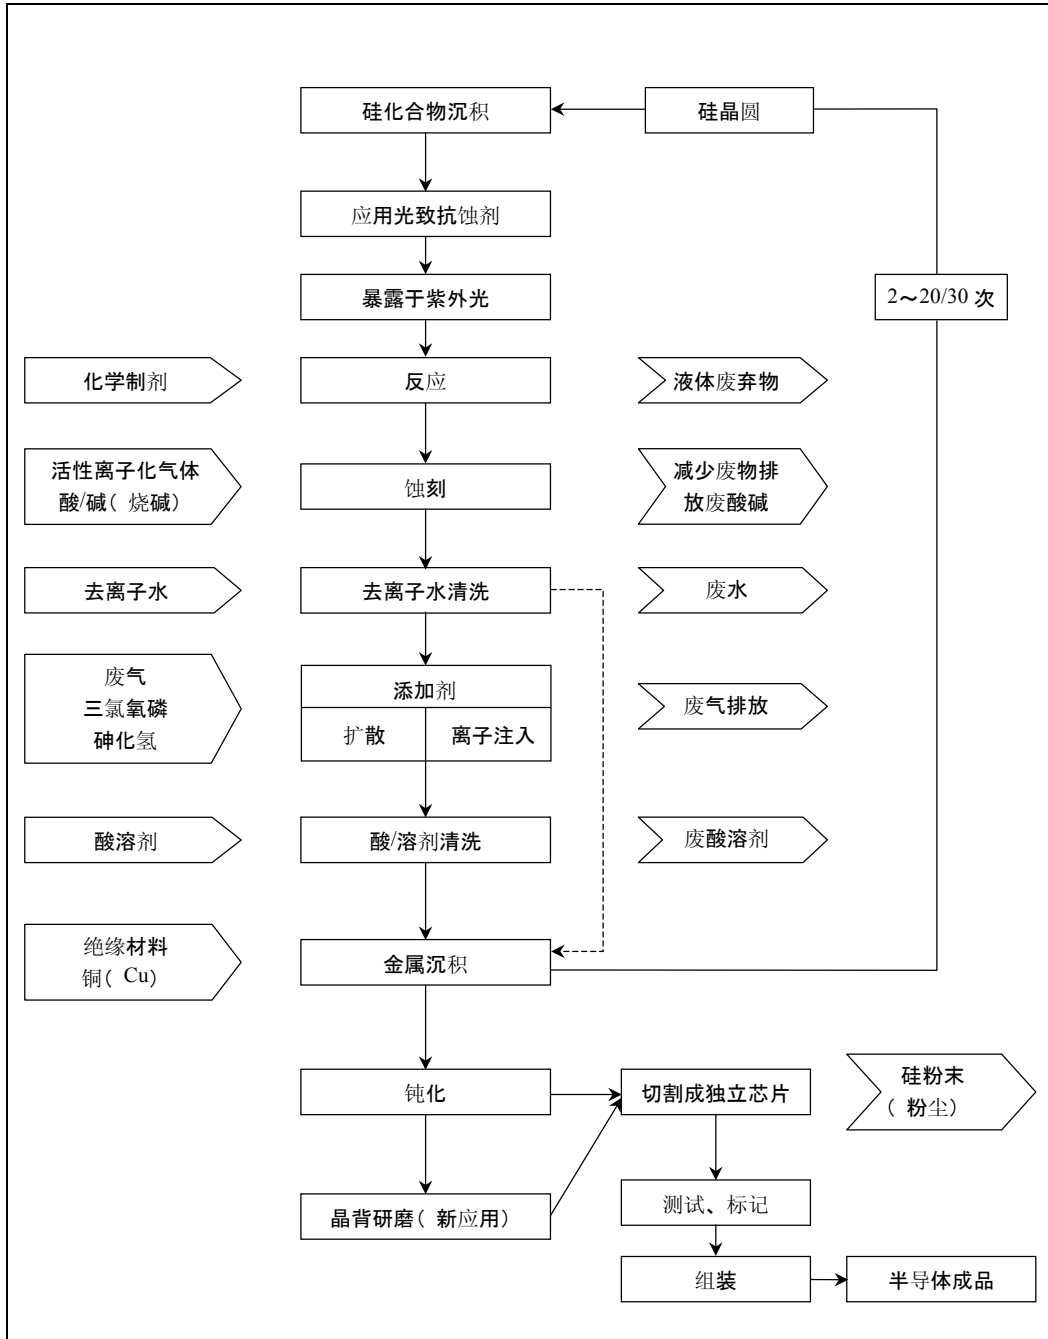 硅化合物沉积
硅晶圆
应用光致抗蚀剂
暴露于紫外光
2～20/30 次
化学制剂
反应
液体废弃物
活性离子化气体
酸/碱( 烧碱)
蚀刻
减少废物排
放废酸碱
去离子水
去离子水清洗
废水
废气
三氯氧磷
砷化氢
添加剂
扩散
离子注入
废气排放
酸溶剂
酸/溶剂清洗
废酸溶剂
绝缘材料
铜( Cu)
金属沉积
钝化
切割成独立芯片
硅粉末
( 粉尘)
晶背研磨( 新应用)
测试、标记
组装
半导体成品